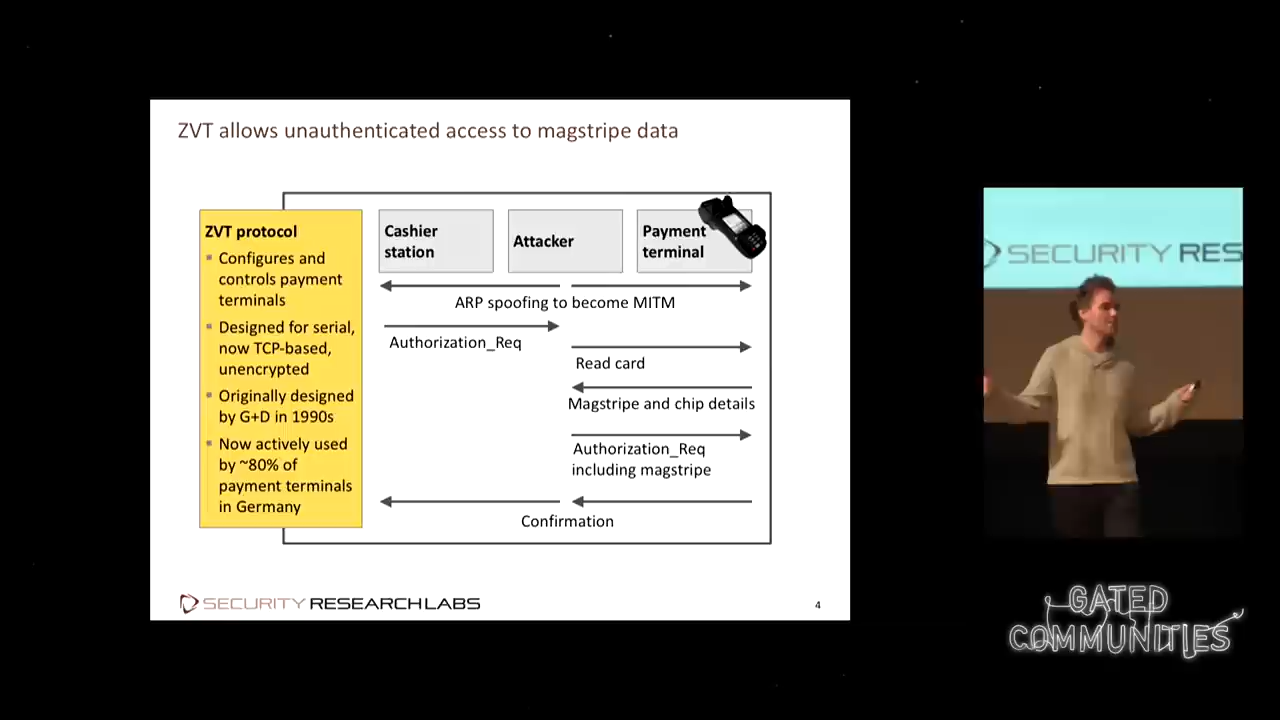 ZVT allows unauthenticated access to magstripe data
ZVT protocol
Configures and
controls payment
terminals
Designed for serial,
now TCP-based,
unencrypted
Originally designed
by G+D in 1990s
Now actively used
by ~80% of
payment terminals
in Germany
Cashier
station
Attacker
Payment
terminal
ARP spoofing to become MITM
Authorization_Req
Read card
Magstripe and chip details
Authorization_Req
including magstripe
Confirmation
SECURITY RESEARCH LABS
4
SECURITY RES
GATED
COMMUNITIES